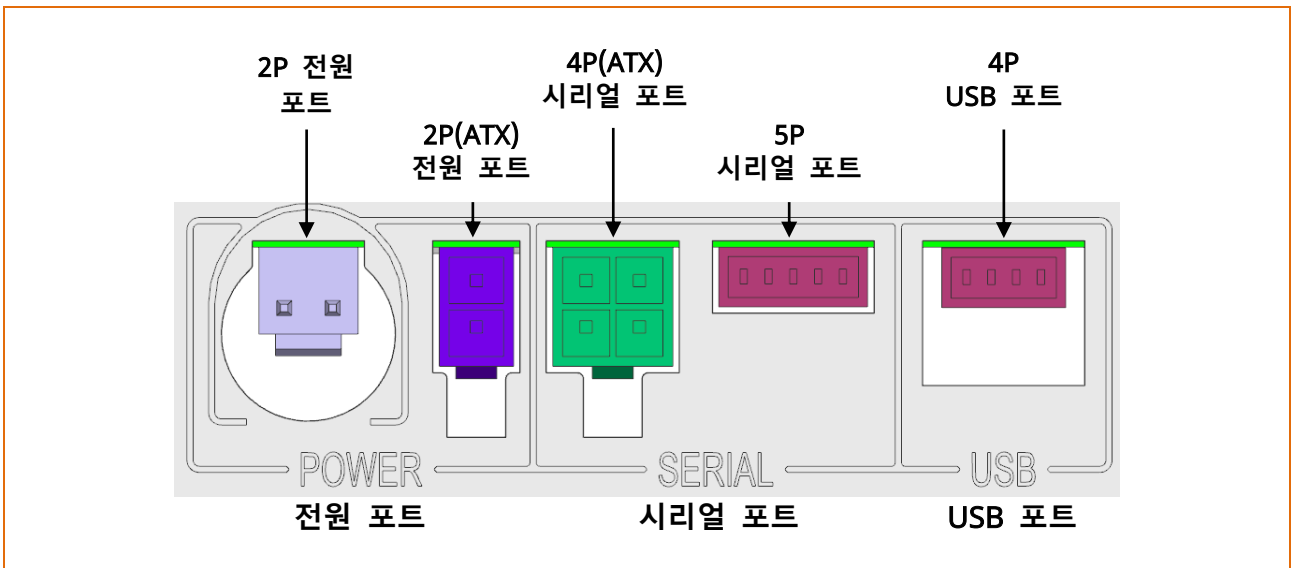 2P 전원
포트
2P(ATX)
전원 포트
4P(ATX)
시리얼 포트
5P
시리얼 포트
4P
USB 포트
POWER
SERIAL
USB
전원 포트
시리얼 포트
USB 포트